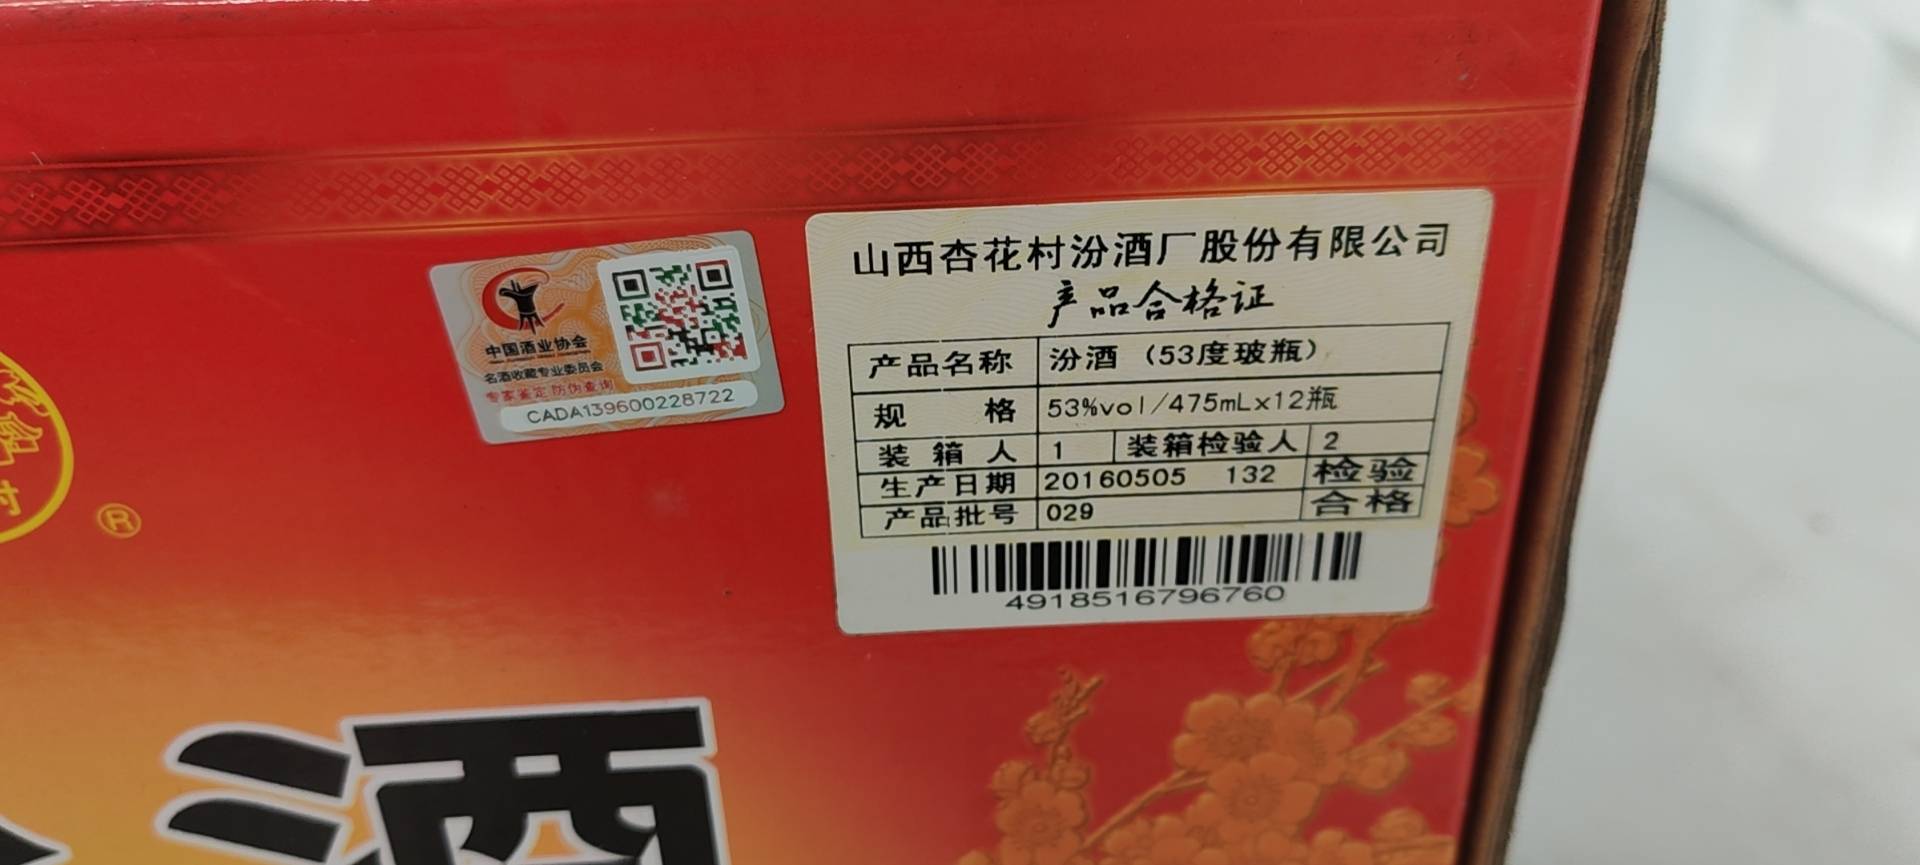 山西杏花村汾酒厂股份有限公司
产品合格证
产品名称 汾酒（53度玻瓶）
规 格 53%vol/475mLx12瓶
装箱人 1 装箱检验人 2
生产日期 20160505 132 检验
产品批号 029 合格
4918516796760
中国酒业协会
名酒收藏专业委员会
专家鉴定 防伪查询
CADA139600228722
村
®
酒